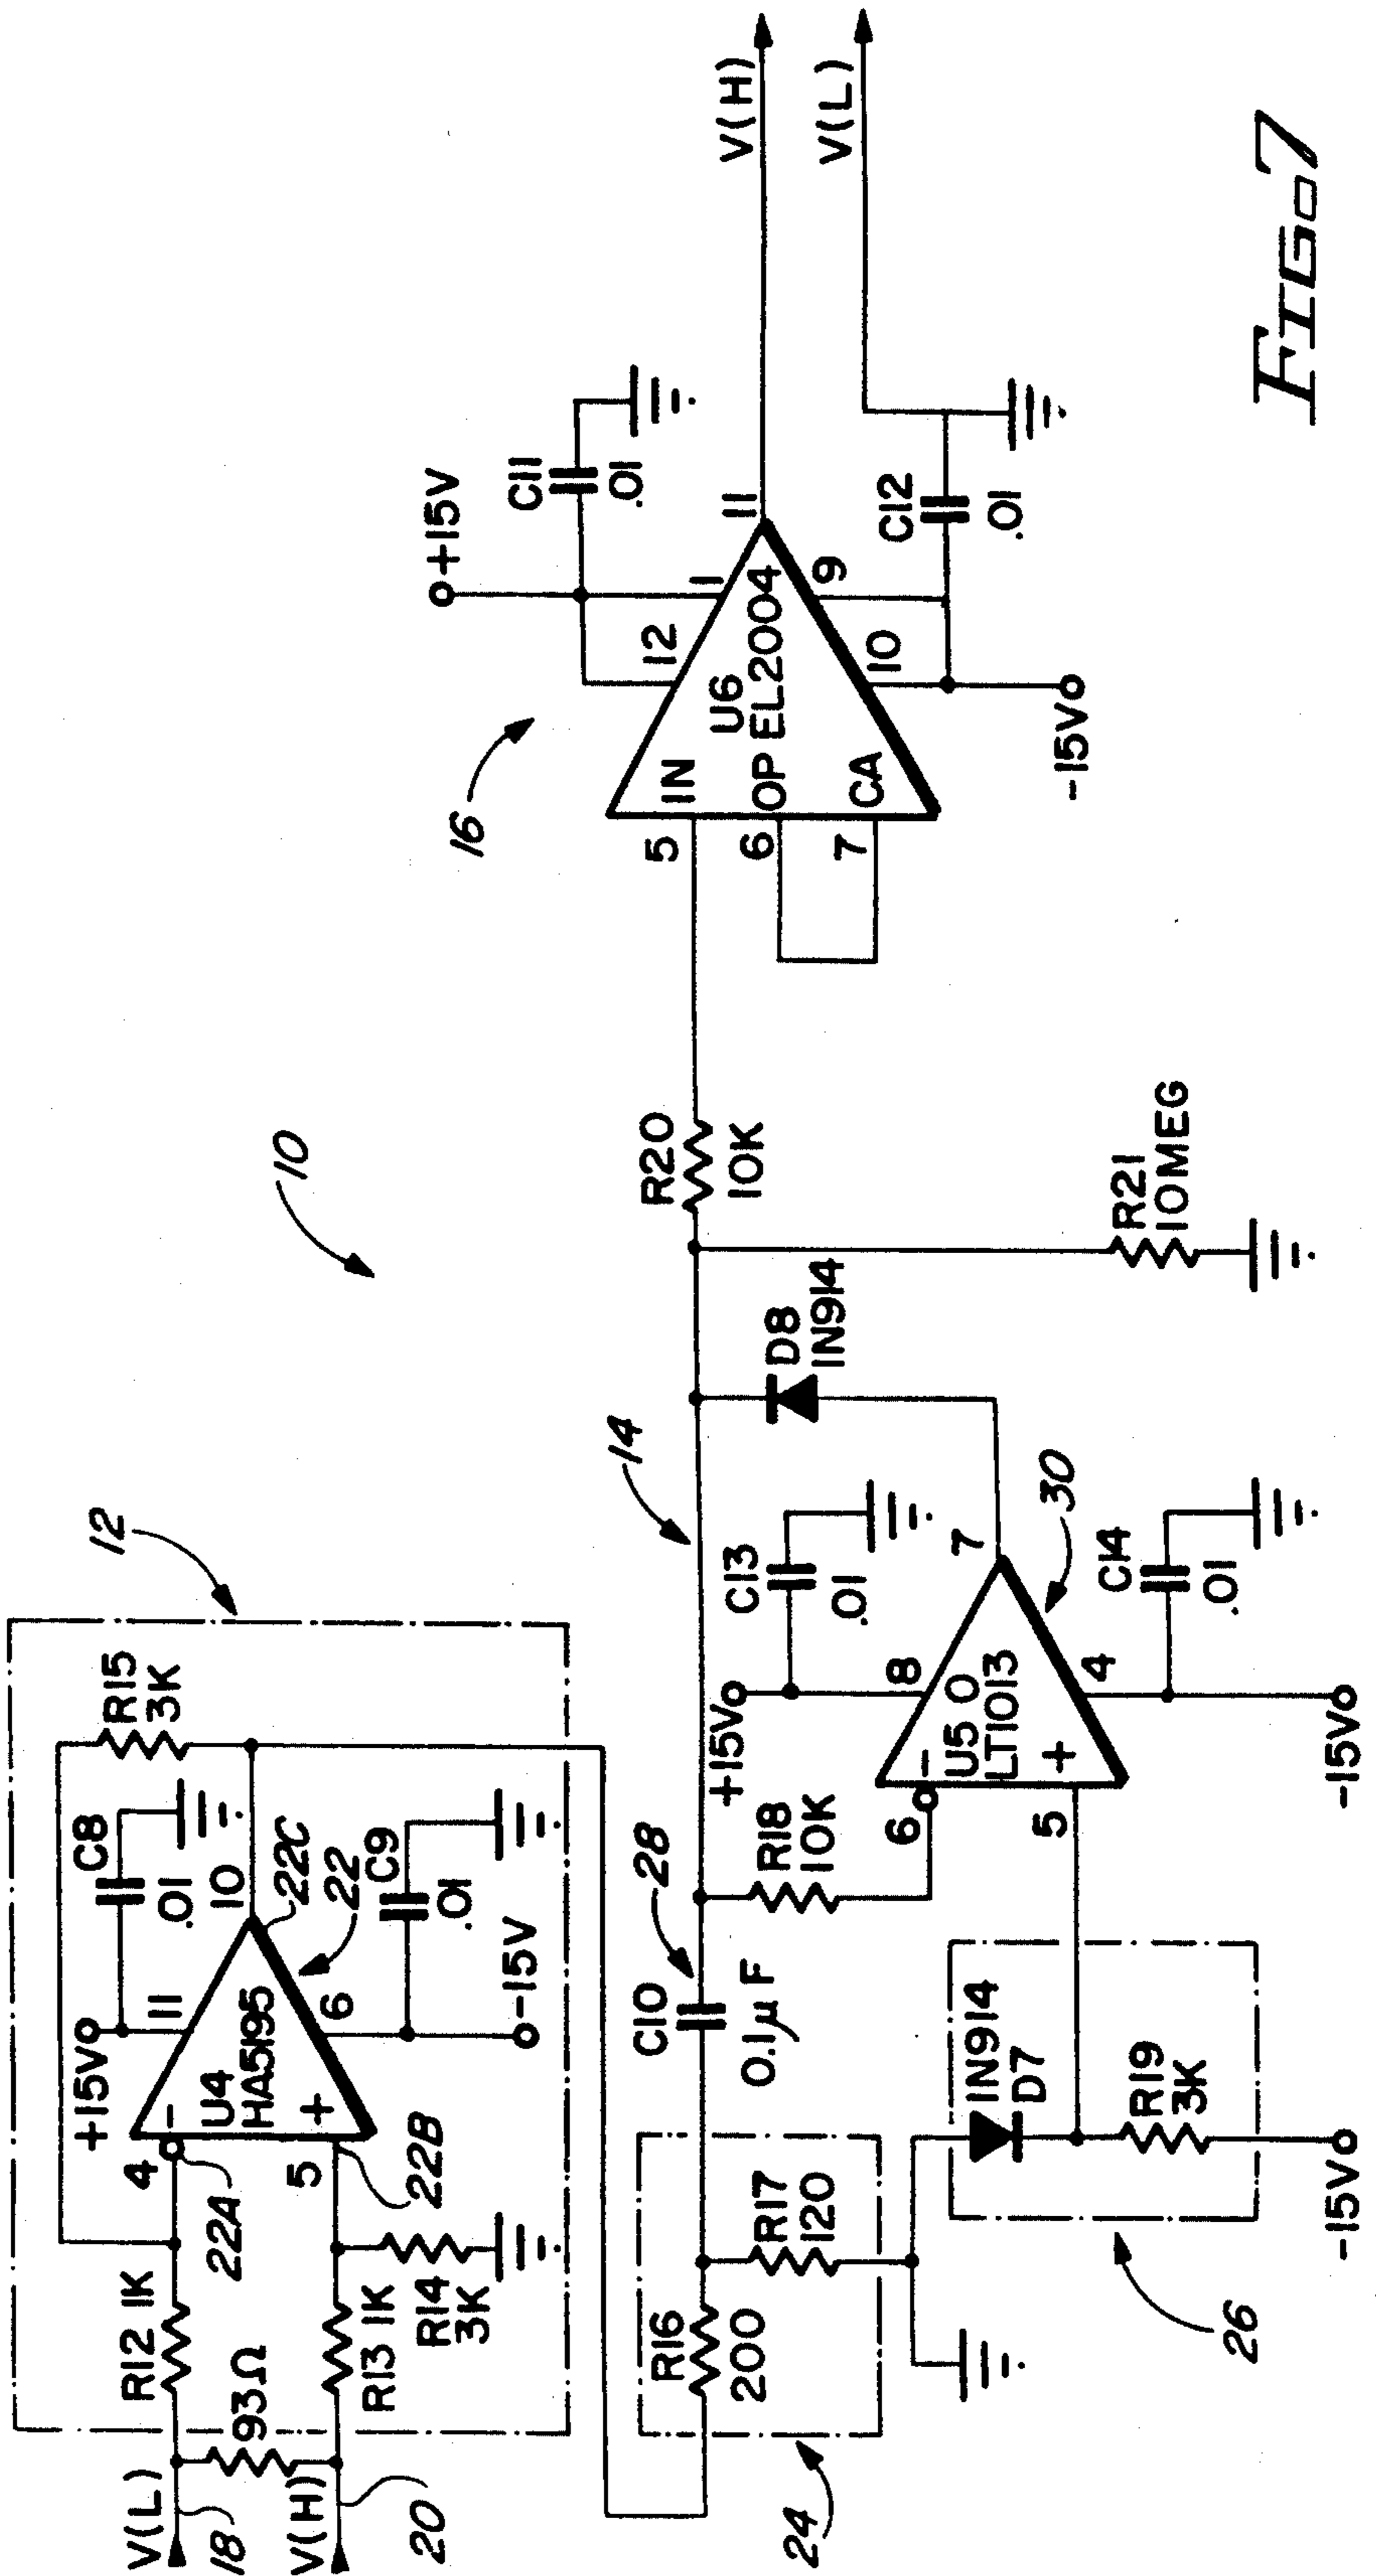 12
R15
3K
C8
.01
+15V
11
10
22C
22
4
-
U4
HA5195
+
5
22A
22B
6
C9
.01
-15V
R12 1K
93Ω
R13 1K
R14
3K
V(L)
18
V(H)
20
10
24
R16
200
R17
120
C10
0.1μF
28
14
R18
10K
+15V
C13
.01
8
6
-
U5 O
LT1013
+
5
7
30
4
C14
.01
-15V
IN914
D7
R19
3K
-15V
26
D8
IN914
R20
10K
R21
10MEG
16
+15V
C11
.01
12
1
5
IN
6
OP
7
CA
U6
EL2004
11
9
10
C12
.01
-15V
V(H)
V(L)
FIG. 7